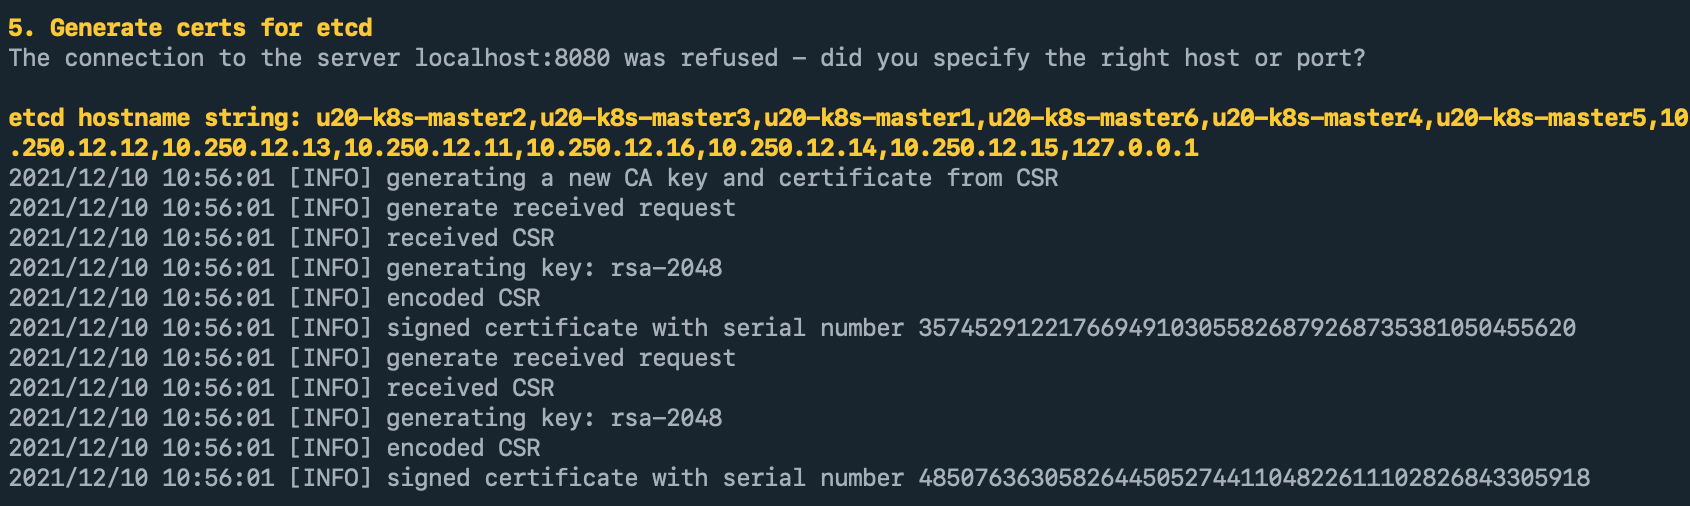 5. Generate certs for etcd
The connection to the server localhost:8080 was refused – did you specify the right host or port?
etcd hostname string: u20-k8s-master2,u20-k8s-master3,u20-k8s-master1,u20-k8s-master6,u20-k8s-master4,u20-k8s-master5,10
.250.12.12,10.250.12.13,10.250.12.11,10.250.12.16,10.250.12.14,10.250.12.15,127.0.0.1
2021/12/10 10:56:01 [INFO] generating a new CA key and certificate from CSR
2021/12/10 10:56:01 [INFO] generate received request
2021/12/10 10:56:01 [INFO] received CSR
2021/12/10 10:56:01 [INFO] generating key: rsa-2048
2021/12/10 10:56:01 [INFO] encoded CSR
2021/12/10 10:56:01 [INFO] signed certificate with serial number 357452912217669491030558268792687353810504556​20
2021/12/10 10:56:01 [INFO] generate received request
2021/12/10 10:56:01 [INFO] received CSR
2021/12/10 10:56:01 [INFO] generating key: rsa-2048
2021/12/10 10:56:01 [INFO] encoded CSR
2021/12/10 10:56:01 [INFO] signed certificate with serial number 485076363058264450527441104822611102826843305918